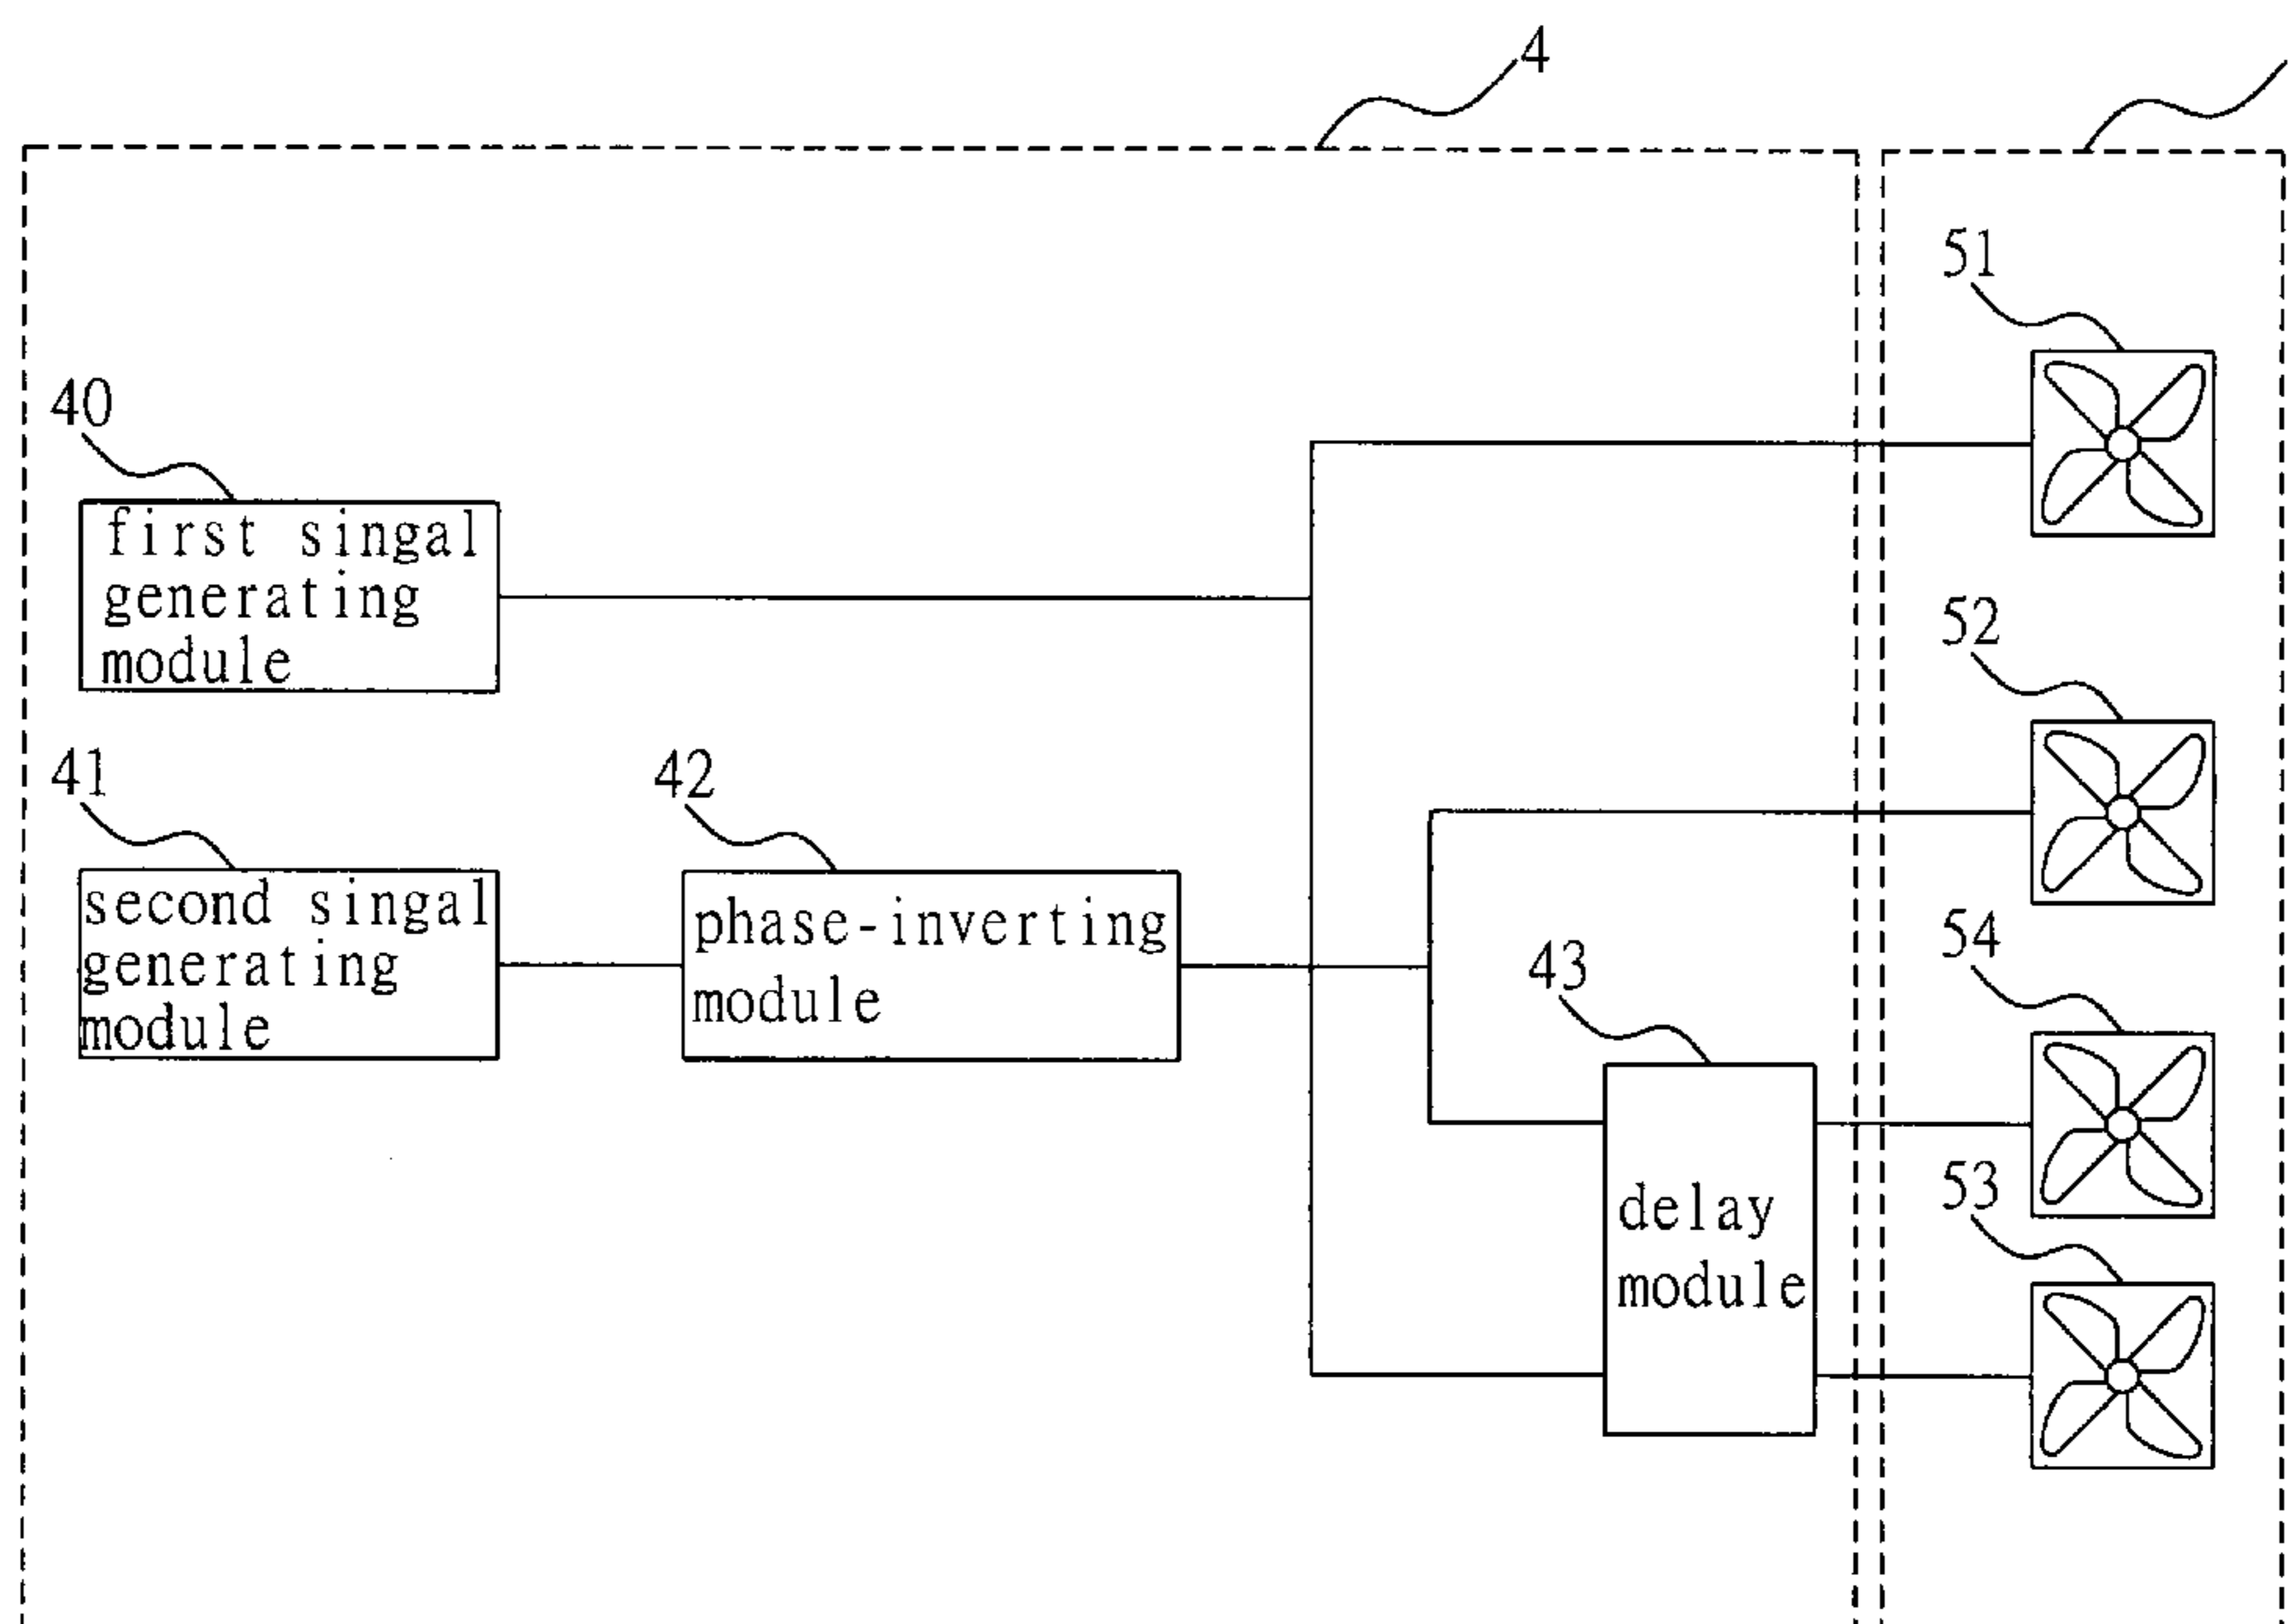 4
51
40
first singal
generating
module
52
41
second singal
generating
module
42
phase-inverting
module
54
43
delay
module
53